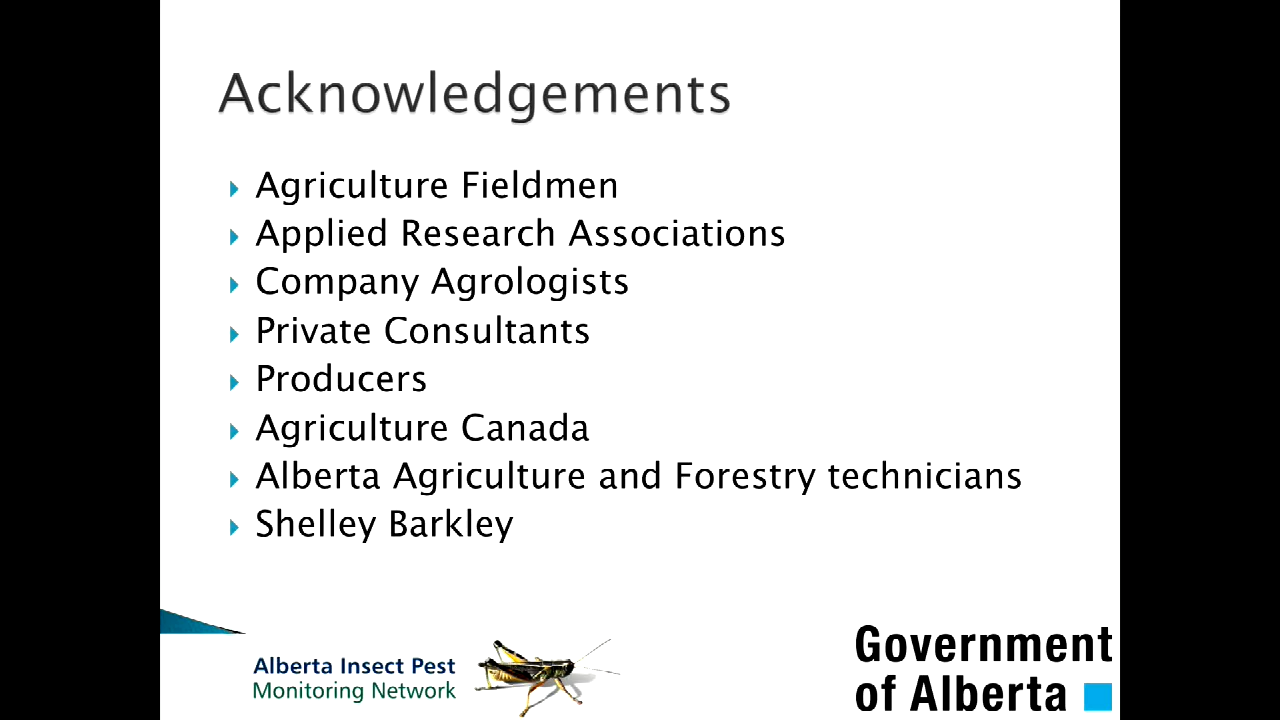 Acknowledgements
Agriculture Fieldmen
Applied Research Associations
Company Agrologists
Private Consultants
Producers
Agriculture Canada
Alberta Agriculture and Forestry technicians
Shelley Barkley
Alberta Insect Pest
Monitoring Network
Government
of Alberta